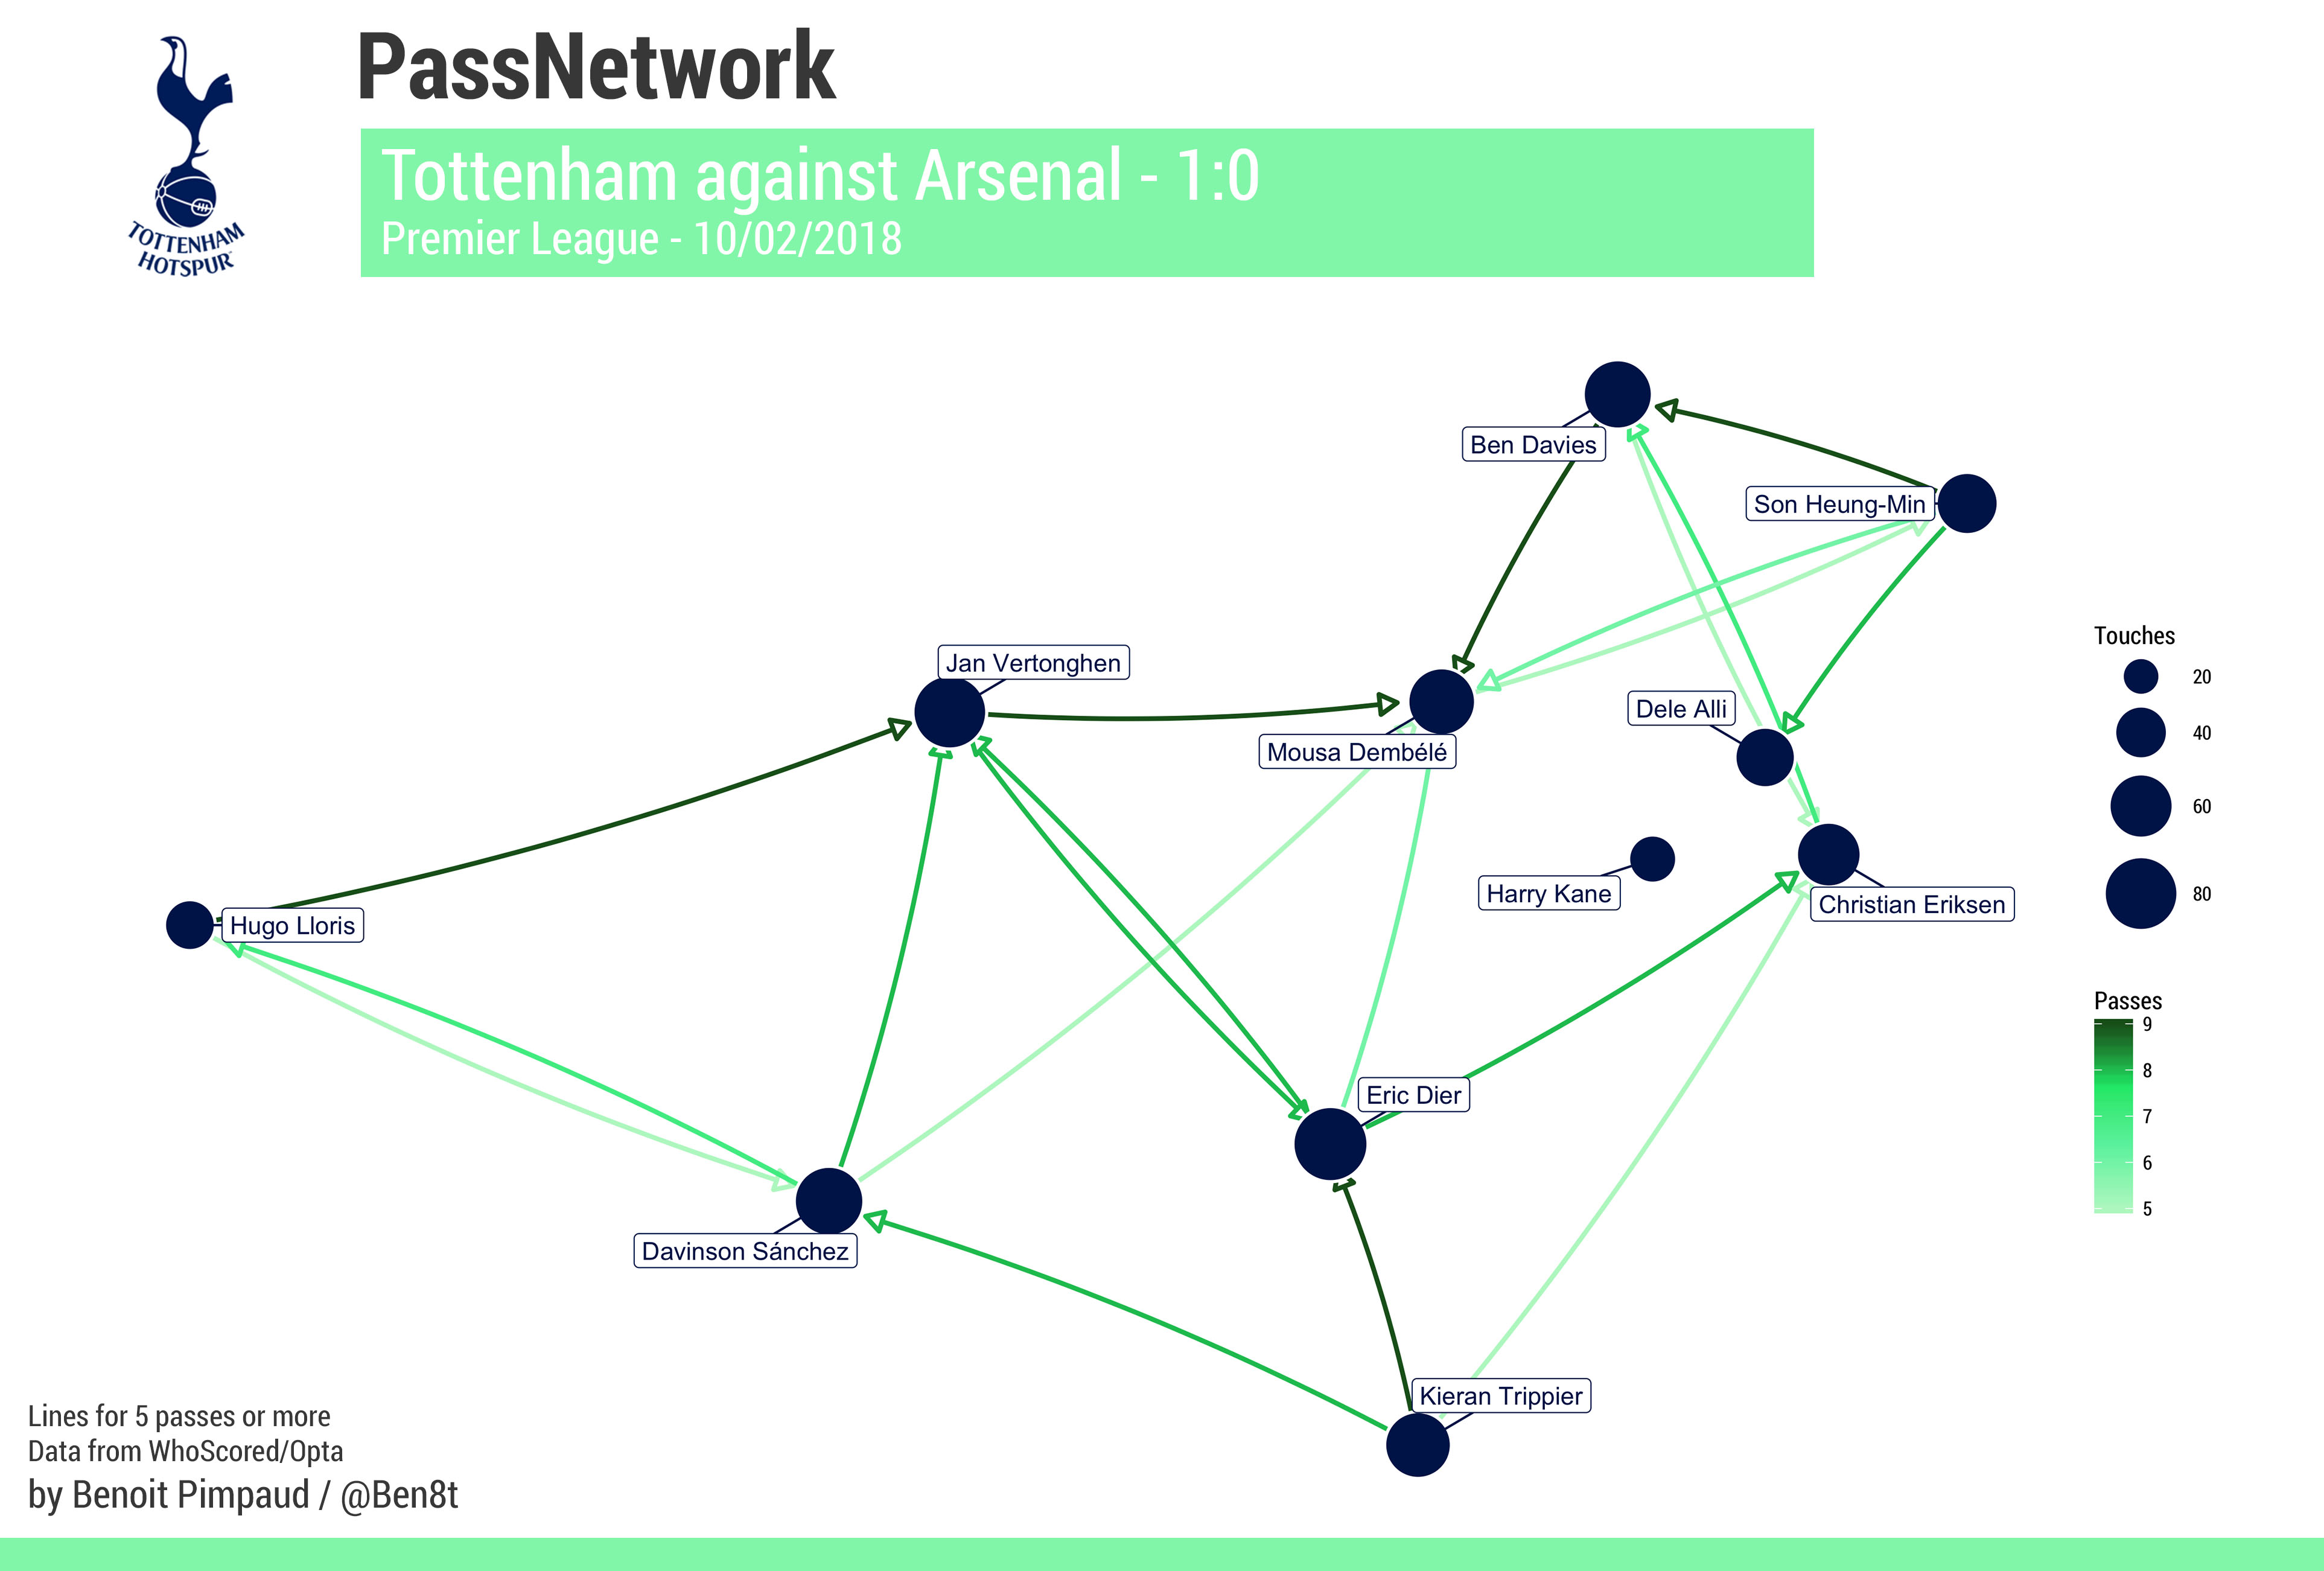 PassNetwork
TOTTENHAM
HOTSPUR
Tottenham against Arsenal - 1:0
Premier League - 10/02/2018
Ben Davies
Son Heung-Min
Jan Vertonghen
Dele Alli
Mousa Dembélé
Harry Kane
Christian Eriksen
Hugo Lloris
Eric Dier
Davinson Sánchez
Kieran Trippier
Touches
20
40
60
80
Passes
9
8
7
6
5
Lines for 5 passes or more
Data from WhoScored/Opta
by Benoit Pimpaud / @Ben8t